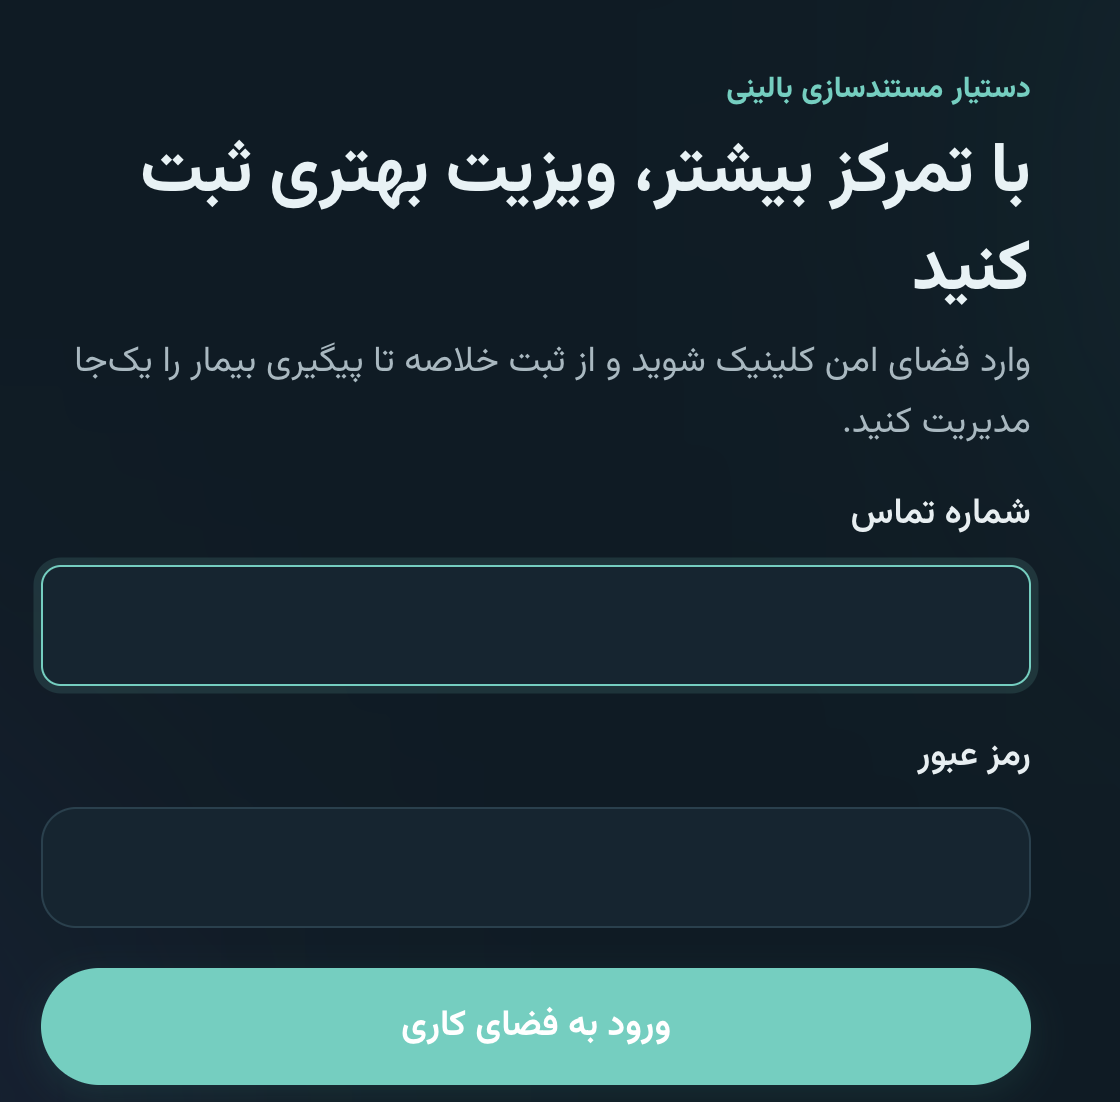 دستیار مستندسازی بالینی
با تمرکز بیشتر، ویزیت بهتری ثبت
کنید
وارد فضای امن کلینیک شوید و از ثبت خلاصه تا پیگیری بیمار را یک‌جا
مدیریت کنید.
شماره تماس
رمز عبور
ورود به فضای کاری